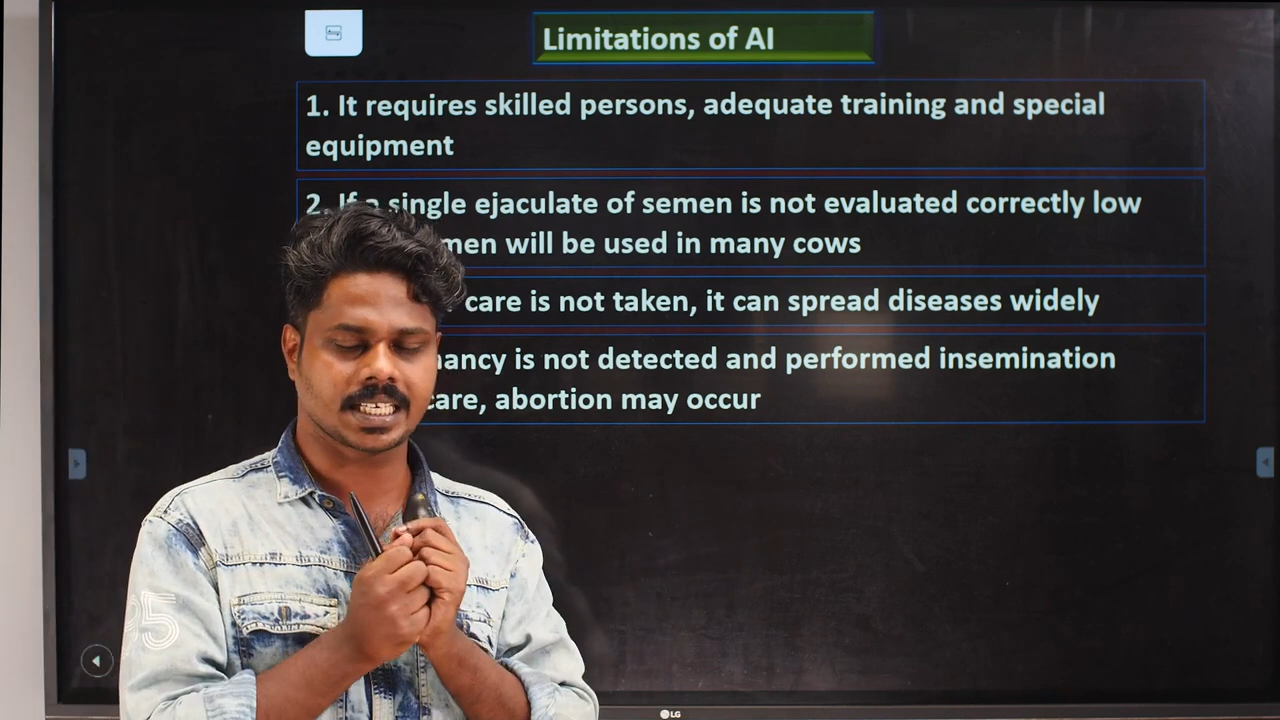 Limitations of AI
1. It requires skilled persons, adequate training and special
equipment
2. If a single ejaculate of semen is not evaluated correctly low
will be used in many cows
care is not taken, it can spread diseases widely
is not detected and performed insemination
care, abortion may occur
95
LG